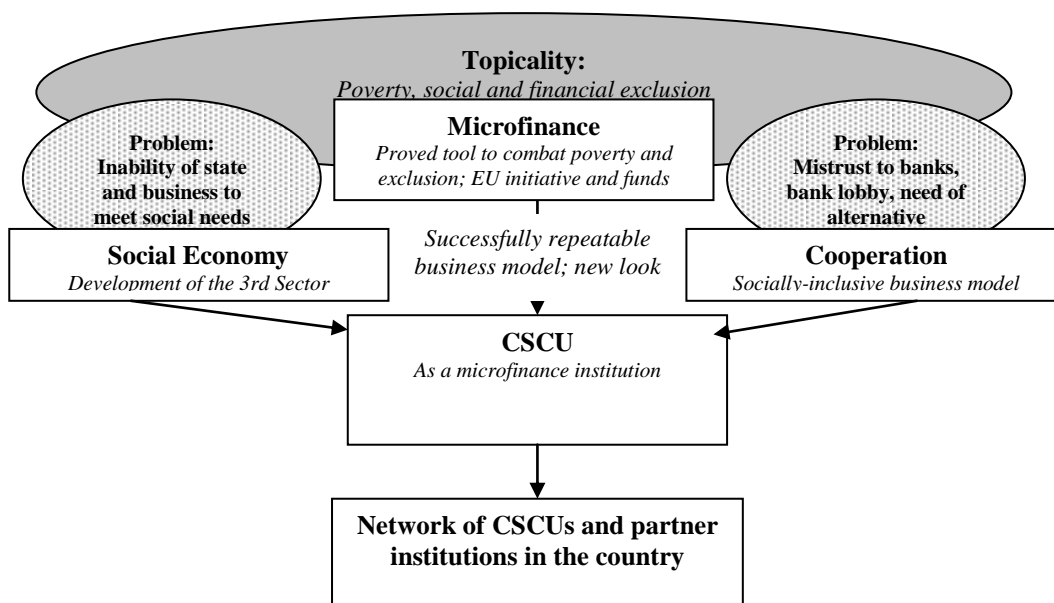 Topicality:
Poverty, social and financial exclusion
Microfinance
Proved tool to combat poverty and
exclusion; EU initiative and funds
Problem:
Inability of state
and business to
meet social needs
Problem:
Mistrust to banks,
bank lobby, need of
alternative
Social Economy
Development of the 3rd Sector
Successfully repeatable
business model; new look
Cooperation
Socially-inclusive business model
CSCU
As a microfinance institution
Network of CSCUs and partner
institutions in the country